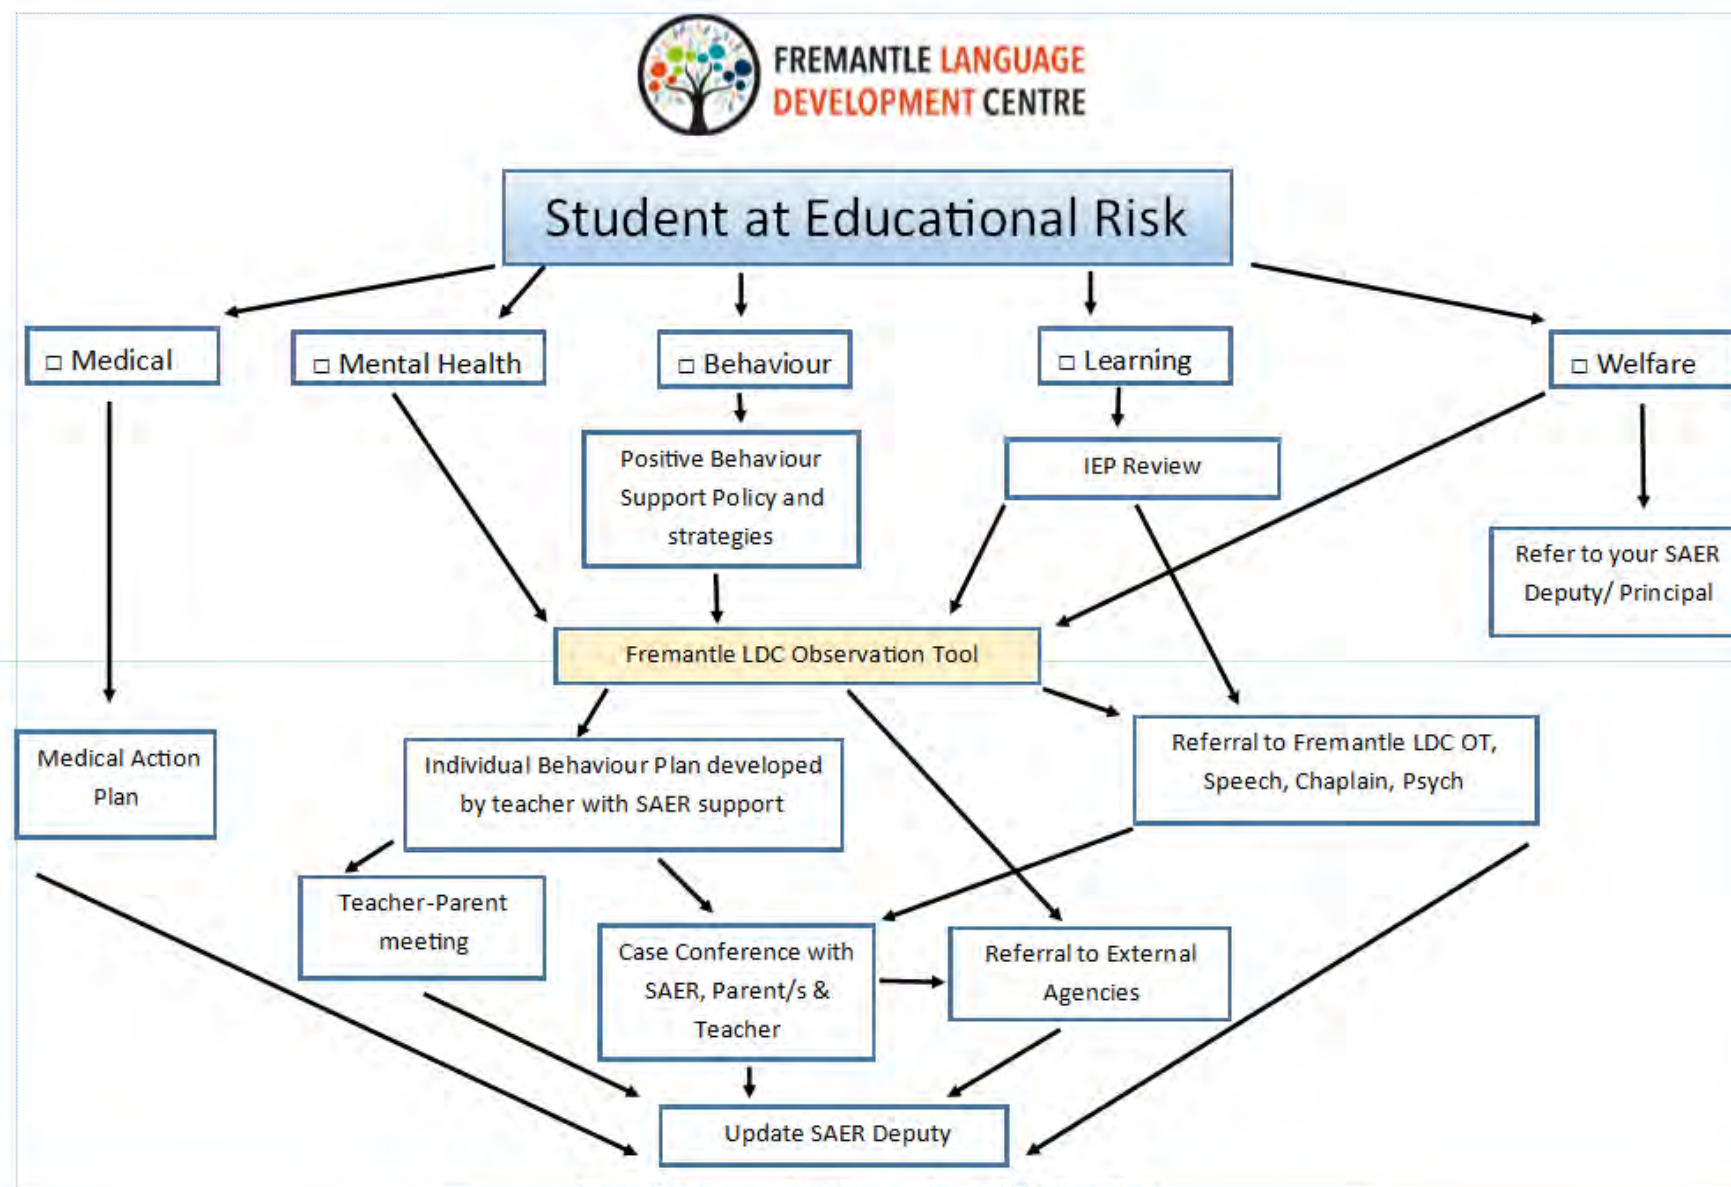 FREMANTLE LANGUAGE
DEVELOPMENT CENTRE
Student at Educational Risk
□ Medical
□ Mental Health
□ Behaviour
□ Learning
□ Welfare
Positive Behaviour
Support Policy and
strategies
IEP Review
Refer to your SAER
Deputy/ Principal
Fremantle LDC Observation Tool
Medical Action
Plan
Individual Behaviour Plan developed
by teacher with SAER support
Referral to Fremantle LDC OT,
Speech, Chaplain, Psych
Teacher-Parent
meeting
Case Conference with
SAER, Parent/s &
Teacher
Referral to External
Agencies
Update SAER Deputy